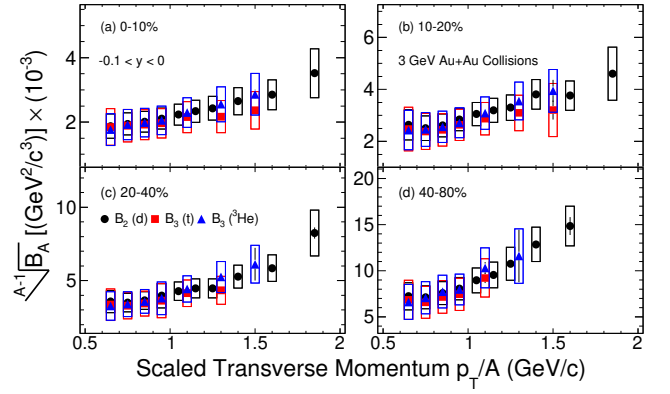 (a) 0-10%
(b) 10-20%
-0.1 < y < 0
3 GeV Au+Au Collisions
4
2
6
4
2
(c) 20-40%
(d) 40-80%
B₂ (d) B₃ (t) B₃ (³He)
10
5
20
15
10
5
0.5 1 1.5 2
0.5 1 1.5 2
ᴬ⁻¹√B_A [(GeV²/c³)] × (10⁻³)
Scaled Transverse Momentum p_T/A (GeV/c)